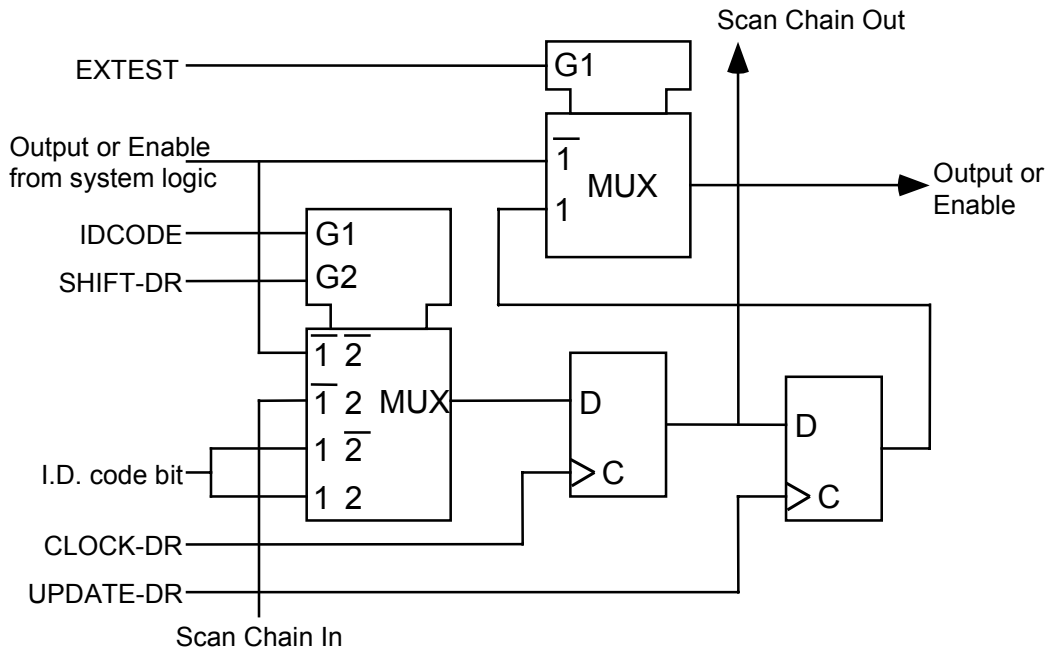 Scan Chain Out
EXTEST
G1
Output or Enable
from system logic
1̅
MUX
1
Output or
Enable
IDCODE
G1
SHIFT-DR
G2
1̅ 2̅
1̅ 2 MUX
1 2̅
1 2
I.D. code bit
D
C
D
C
CLOCK-DR
UPDATE-DR
Scan Chain In